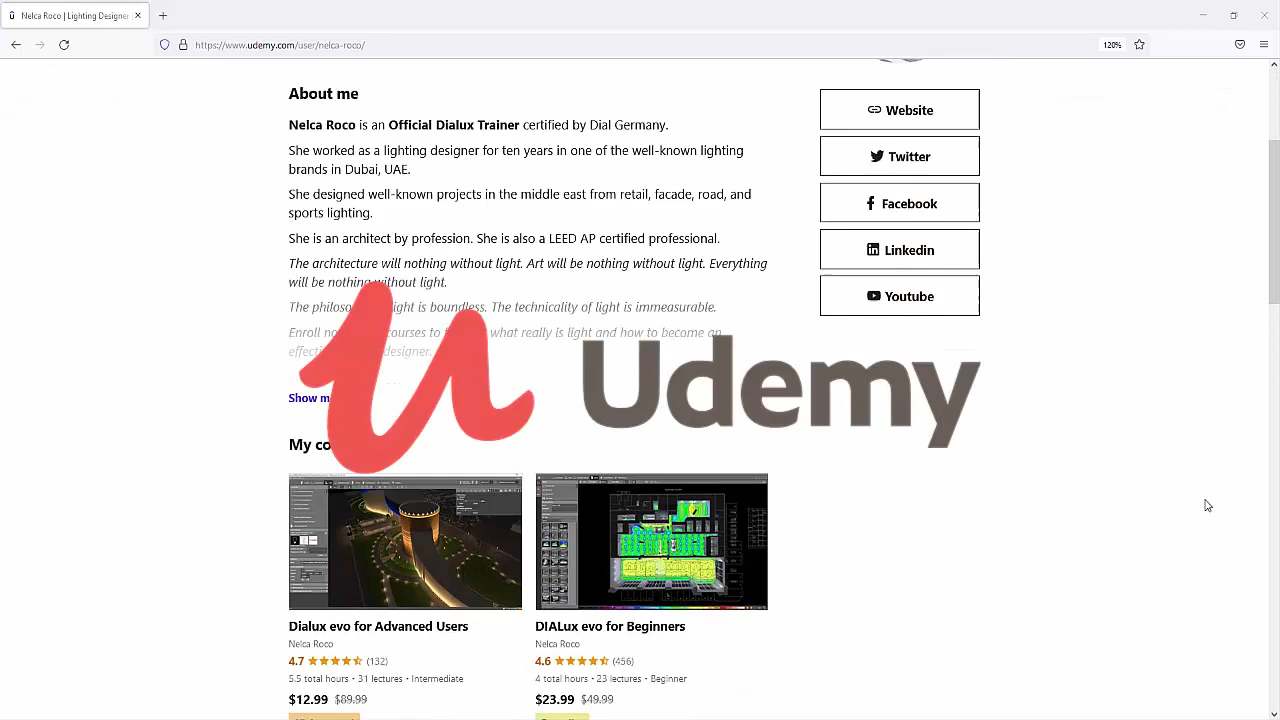 Nelca Roco | Lighting Designer
https://www.udemy.com/user/nelca-roco/
120%
About me
Nelca Roco is an Official Dialux Trainer certified by Dial Germany.
She worked as a lighting designer for ten years in one of the well-known lighting
brands in Dubai, UAE.
She designed well-known projects in the middle east from retail, facade, road, and
sports lighting.
She is an architect by profession. She is also a LEED AP certified professional.
The architecture will nothing without light. Art will be nothing without light. Everything
will be nothing without light.
The light is boundless. The technicality of light is immeasurable.
Enroll what really is light and how to become an
designer.
Show
My
Website
Twitter
Facebook
Linkedin
Youtube
Udemy
Dialux evo for Advanced Users
Nelca Roco
4.7 (132)
5.5 total hours • 31 lectures • Intermediate
$12.99 $89.99
DIALux evo for Beginners
Nelca Roco
4.6 (456)
4 total hours • 23 lectures • Beginner
$23.99 $49.99